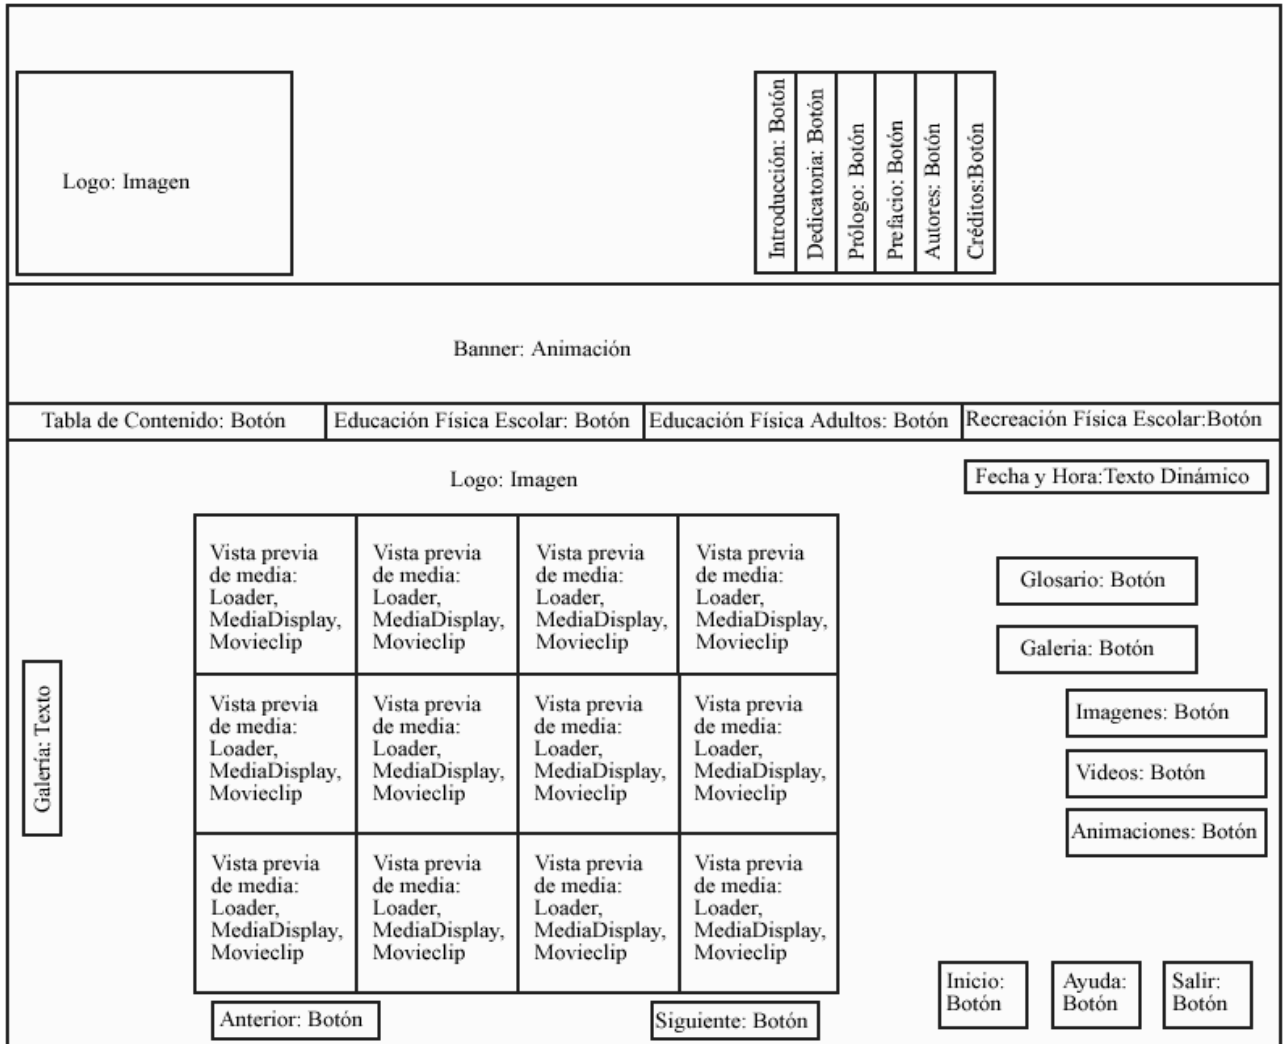 Logo: Imagen
Introducción: Botón
Dedicatoria: Botón
Prólogo: Botón
Prefacio: Botón
Autores: Botón
Créditos:Botón
Banner: Animación
Tabla de Contenido: Botón
Educación Física Escolar: Botón
Educación Física Adultos: Botón
Recreación Física Escolar:Botón
Logo: Imagen
Fecha y Hora:Texto Dinámico
Vista previa
de media:
Loader,
MediaDisplay,
Movieclip
Vista previa
de media:
Loader,
MediaDisplay,
Movieclip
Vista previa
de media:
Loader,
MediaDisplay,
Movieclip
Vista previa
de media:
Loader,
MediaDisplay,
Movieclip
Glosario: Botón
Galeria: Botón
Galería: Texto
Vista previa
de media:
Loader,
MediaDisplay,
Movieclip
Vista previa
de media:
Loader,
MediaDisplay,
Movieclip
Vista previa
de media:
Loader,
MediaDisplay,
Movieclip
Vista previa
de media:
Loader,
MediaDisplay,
Movieclip
Imagenes: Botón
Videos: Botón
Animaciones: Botón
Vista previa
de media:
Loader,
MediaDisplay,
Movieclip
Vista previa
de media:
Loader,
MediaDisplay,
Movieclip
Vista previa
de media:
Loader,
MediaDisplay,
Movieclip
Vista previa
de media:
Loader,
MediaDisplay,
Movieclip
Anterior: Botón
Siguiente: Botón
Inicio:
Botón
Ayuda:
Botón
Salir:
Botón